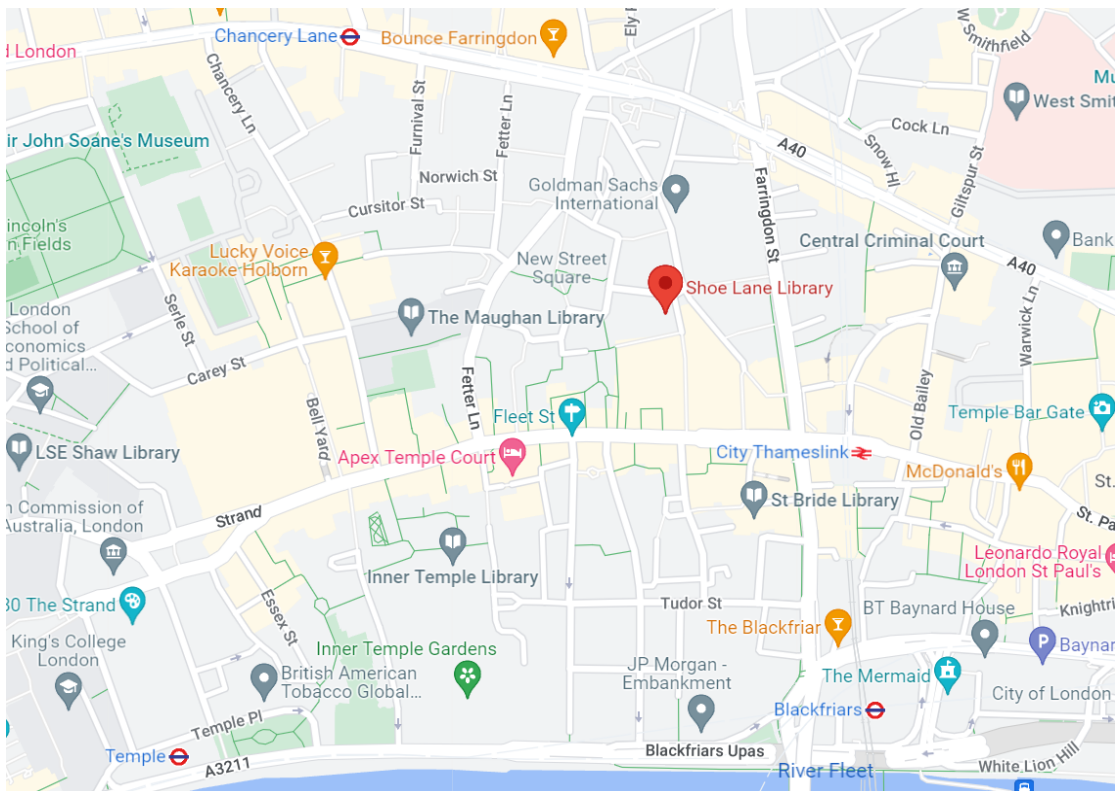 Chancery Lane
Bounce Farringdon
Ely
W Smithfield
d London
Chancery Ln
Furnival St
Fetter Ln
West Smit
Mu
Cock Ln
A40
Snow Hl
Giltspur St
ir John Soane's Museum
Norwich St
Goldman Sachs
International
Farringdon St
Cursitor St
incoln's
n Fields
Central Criminal Court
Bank
A40
Lucky Voice
Karaoke Holborn
New Street
Square
Shoe Lane Library
Serle St
London
School of
conomics
d Political...
The Maughan Library
Warwick Ln
Carey St
Fetter Ln
Bell Yard
Old Bailey
Fleet St
Temple Bar Gate
LSE Shaw Library
Apex Temple Court
City Thameslink
McDonald's
St.
Strand
St Bride Library
St. Pa
n Commission of
Australia, London
Inner Temple Library
Leonardo Royal
London St Paul's
80 The Strand
Essex St
Tudor St
BT Baynard House
Knightri
The Blackfriar
King's College
London
Inner Temple Gardens
Baynar
British American
Tobacco Global...
JP Morgan -
Embankment
The Mermaid
City of London
Temple Pl
Blackfriars
Temple
A3211
Blackfriars Upas
River Fleet
White Lion Hill